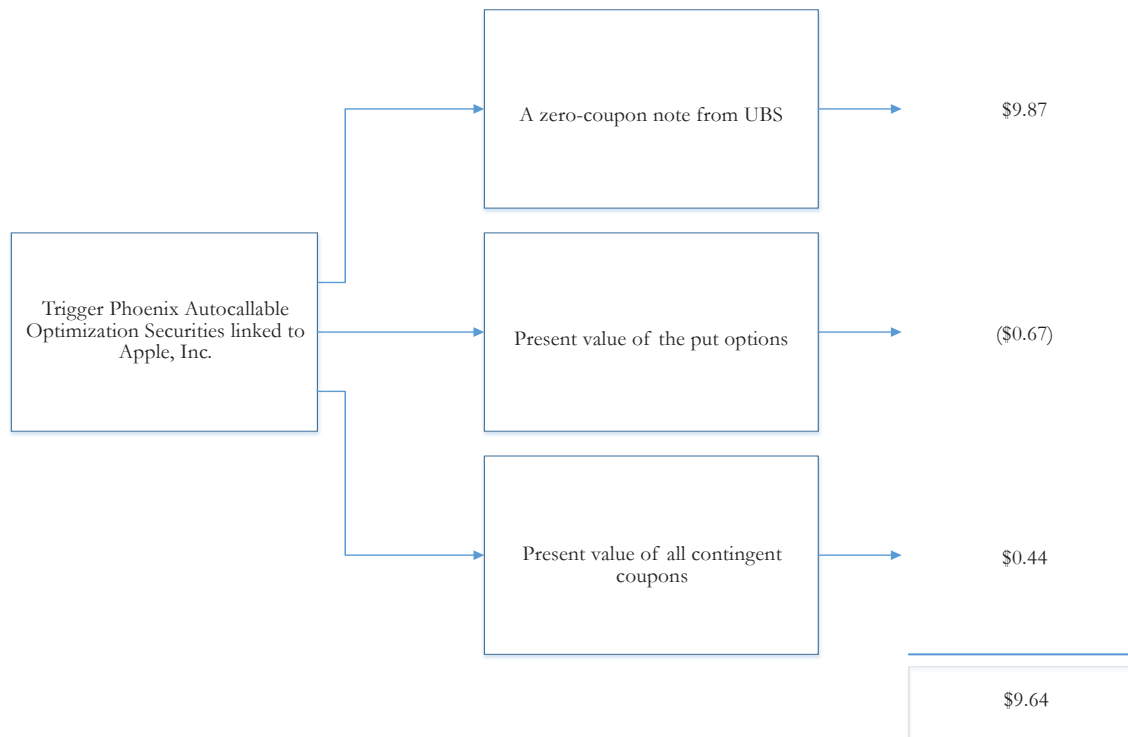 A zero-coupon note from UBS
$9.87
Trigger Phoenix Autocallable
Optimization Securities linked to
Apple, Inc.
Present value of the put options
($0.67)
Present value of all contingent
coupons
$0.44
$9.64